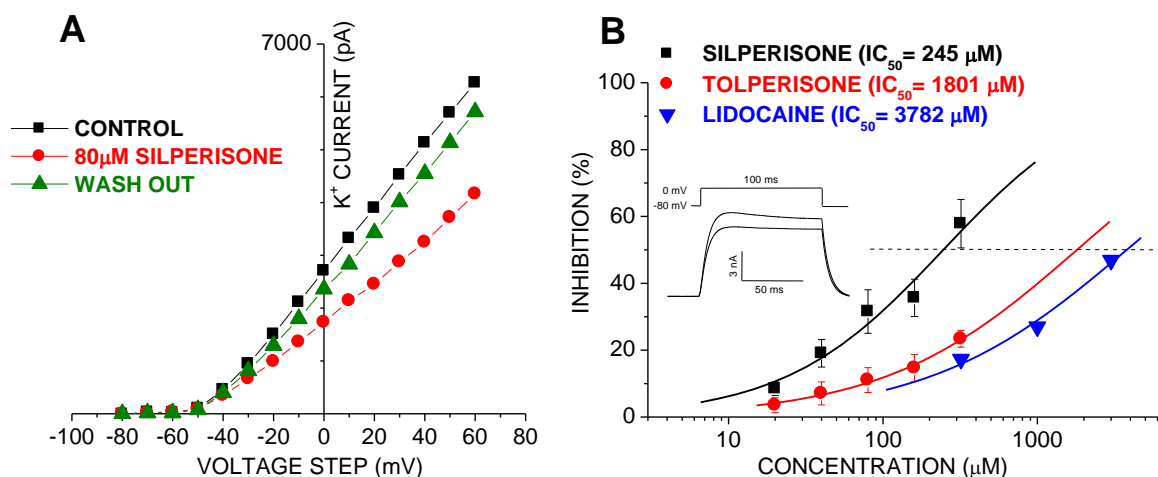 A
7000
K⁺ CURRENT (pA)
CONTROL
80μM SILPERISONE
WASH OUT
-100 -80 -60 -40 -20 0 20 40 60 80
VOLTAGE STEP (mV)
B
SILPERISONE (IC₅₀= 245 μM)
TOLPERISONE (IC₅₀= 1801 μM)
LIDOCAINE (IC₅₀= 3782 μM)
100
80
60
40
20
0
INHIBITION (%)
0 mV
-80 mV
100 ms
3 nA
50 ms
10 100 1000
CONCENTRATION (μM)